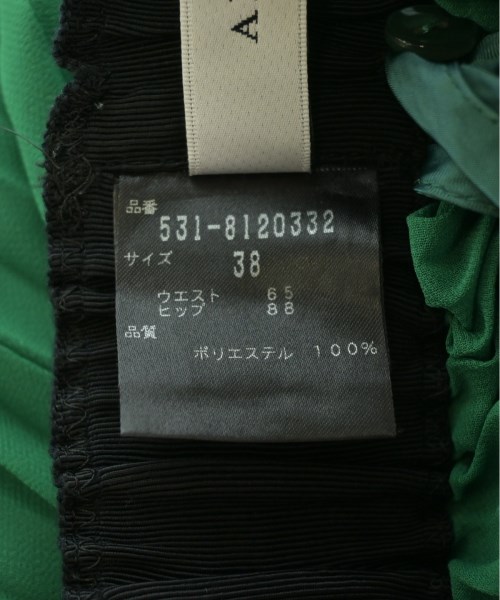 A
品番
531-8120332
サイズ 38
ウエスト 65
ヒップ 88
品質
ポリエステル 100%